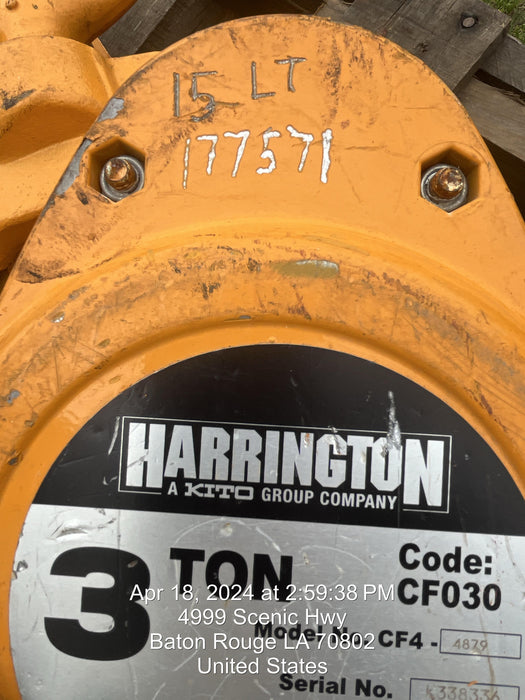 15 LT
177571
HARRINGTON
A KITO GROUP COMPANY
3 TON
Code: CF030
Model No. CF4 - 4879
Serial No.
Apr 18, 2024 at 2:59:38 PM
4999 Scenic Hwy
Baton Rouge LA 70802
United States